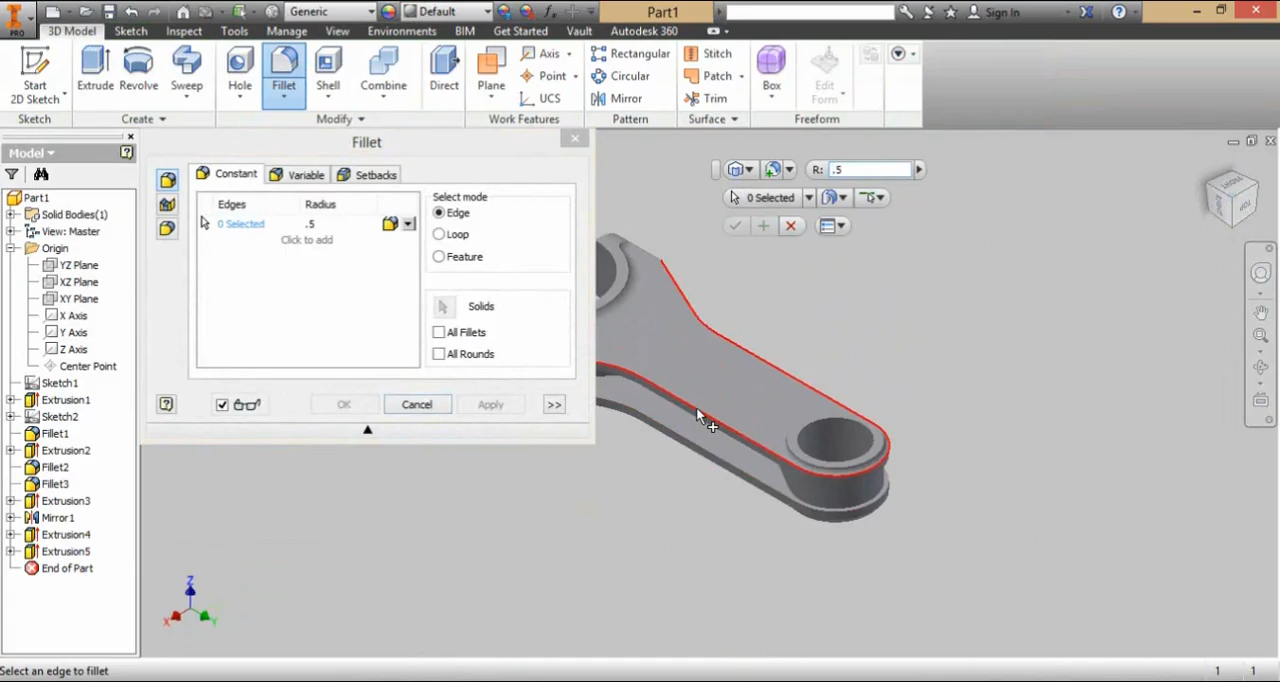 Generic
Default
Part1
Sign In
PRO
3D Model Sketch Inspect Tools Manage View Environments BIM Get Started Vault Autodesk 360
Start
2D Sketch
Extrude
Revolve
Sweep
Hole
Fillet
Shell
Combine
Direct
Plane
Axis
Point
UCS
Rectangular
Circular
Mirror
Stitch
Patch
Trim
Box
Edit
Form
Sketch Create Modify Work Features Pattern Surface Freeform
Model
Part1
Solid Bodies(1)
View: Master
Origin
YZ Plane
XZ Plane
XY Plane
X Axis
Y Axis
Z Axis
Center Point
Sketch1
Extrusion1
Sketch2
Fillet1
Extrusion2
Fillet2
Fillet3
Extrusion3
Mirror1
Extrusion4
Extrusion5
End of Part
Fillet
Constant Variable Setbacks
Edges Radius
0 Selected .5
Click to add
Select mode
Edge
Loop
Feature
Solids
All Fillets
All Rounds
OK Cancel Apply >>
R: .5
0 Selected
FRONT
TOP
Z
X
Y
Select an edge to fillet
1 1